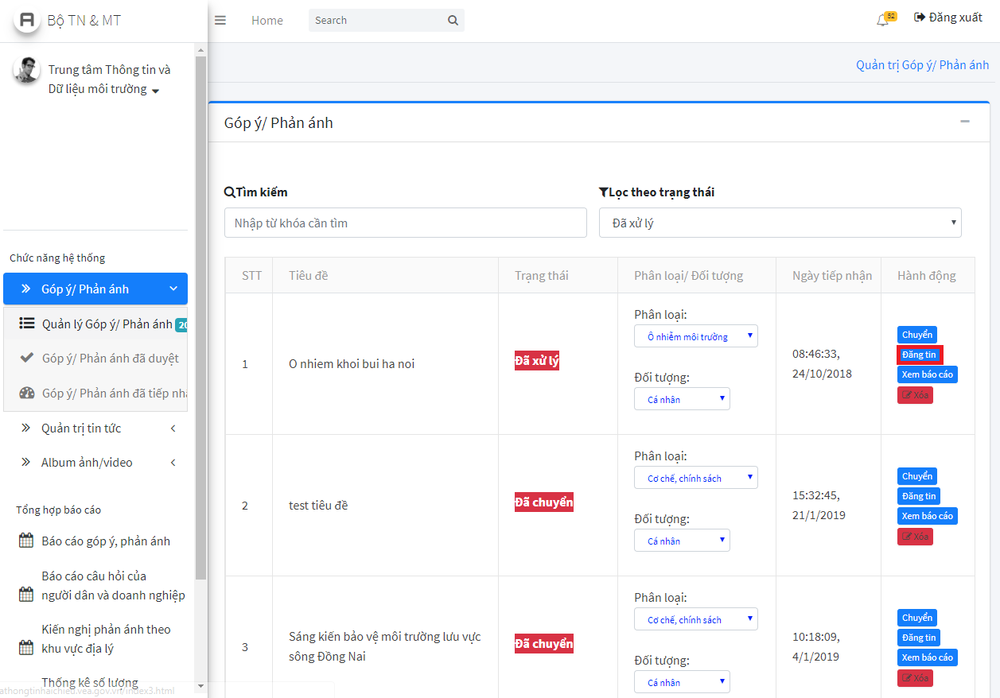 Bộ TN & MT
Home
Search
52
Đăng xuất
Trung tâm Thông tin và
Dữ liệu môi trường
Quản trị Góp ý/ Phản ánh
Góp ý/ Phản ánh
Tìm kiếm
Lọc theo trạng thái
Nhập từ khóa cần tìm
Đã xử lý
Chức năng hệ thống
Góp ý/ Phản ánh
Quản lý Góp ý/ Phản ánh
Góp ý/ Phản ánh đã duyệt
Góp ý/ Phản ánh đã tiếp
Quản trị tin tức
Album ảnh/video
Tổng hợp báo cáo
Báo cáo góp ý, phản ánh
Báo cáo câu hỏi của
người dân và doanh nghiệp
Kiến nghị phản ánh theo
khu vực địa lý
Thống kê số lượng
athongtinhaichieu.vea.gov.vn/index3.html
STT
Tiêu đề
Trạng thái
Phân loại/ Đối tượng
Ngày tiếp nhận
Hành động
1
O nhiem khoi bui ha noi
Đã xử lý
Phân loại:
Ô nhiễm môi trường
Đối tượng:
Cá nhân
08:46:33,
24/10/2018
Chuyển
Đăng tin
Xem báo cáo
Xóa
2
test tiêu đề
Đã chuyển
Phân loại:
Cơ chế, chính sách
Đối tượng:
Cá nhân
15:32:45,
21/1/2019
Chuyển
Đăng tin
Xem báo cáo
Xóa
3
Sáng kiến bảo vệ môi trường lưu vực
sông Đồng Nai
Đã chuyển
Phân loại:
Cơ chế, chính sách
Đối tượng:
Cá nhân
10:18:09,
4/1/2019
Chuyển
Đăng tin
Xem báo cáo
Xóa